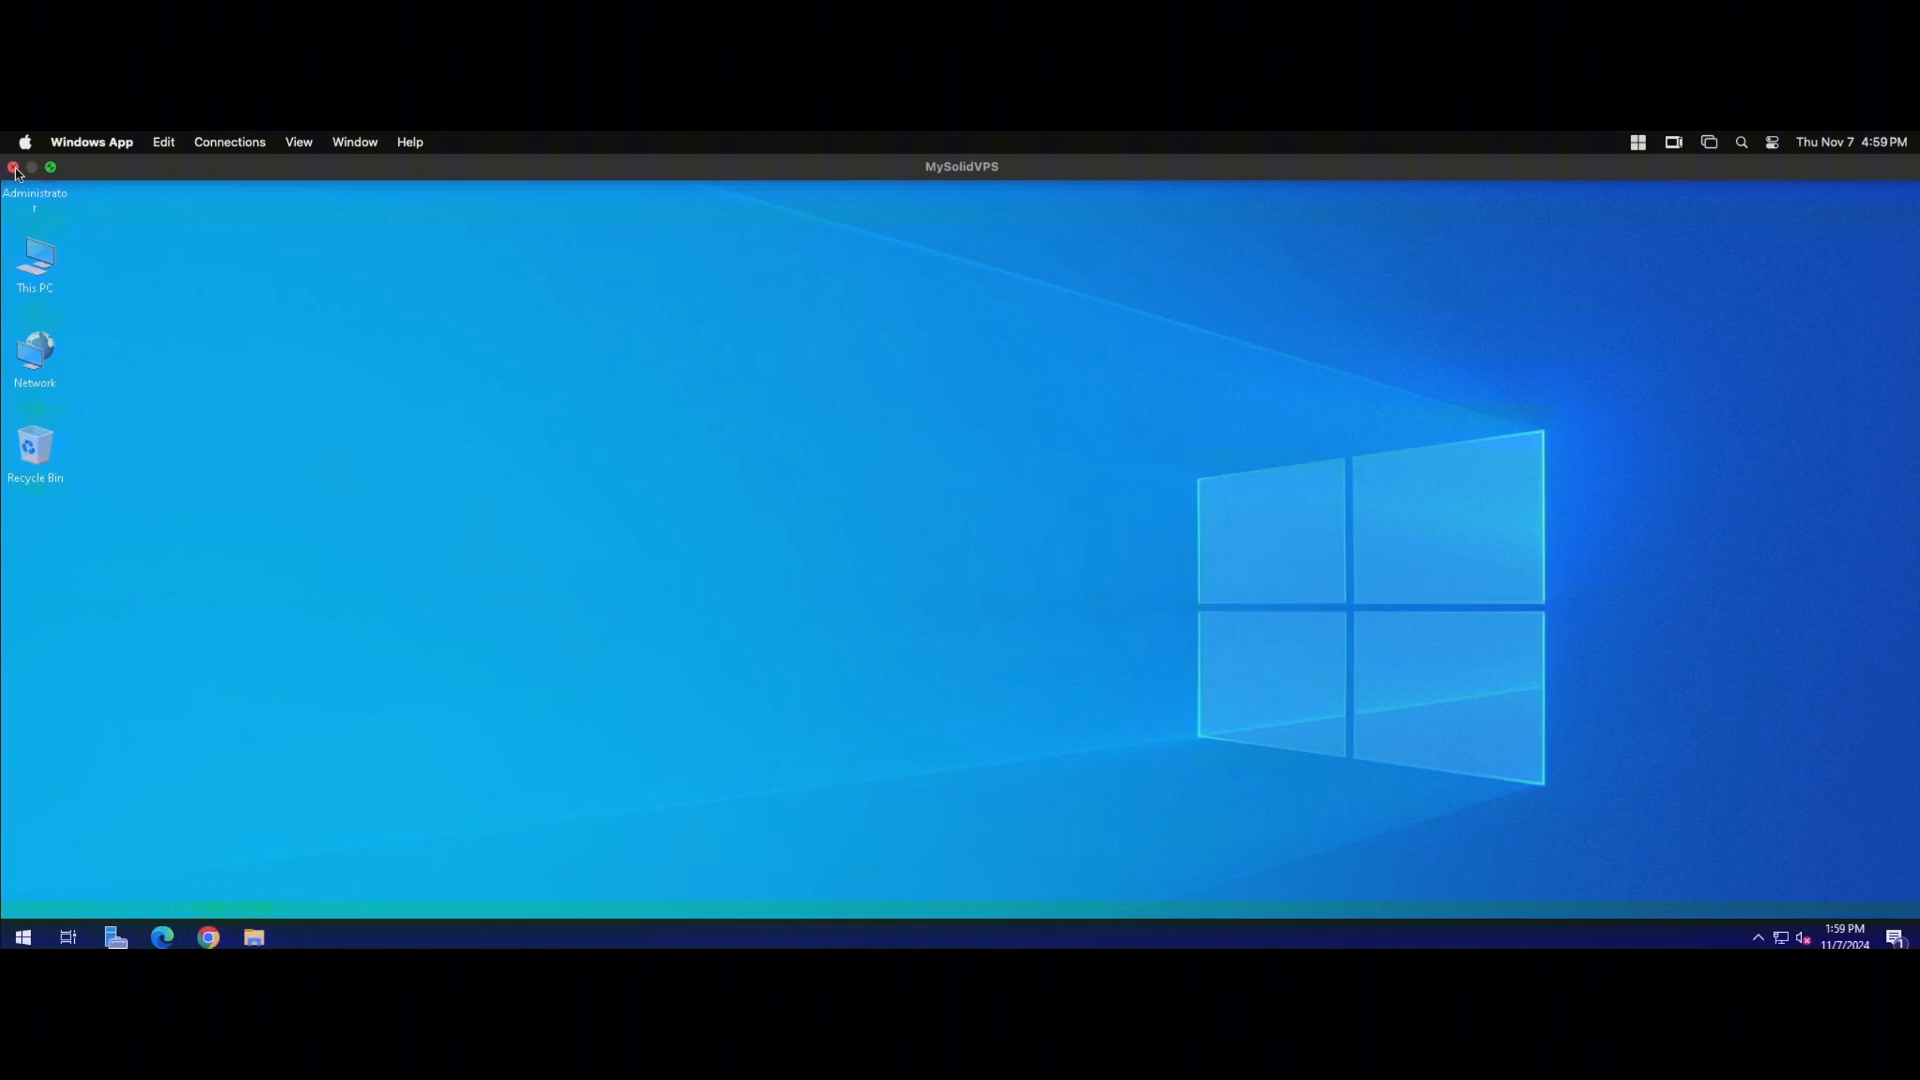 Windows App Edit Connections View Window Help Thu Nov 7 4:59 PM
MySolidVPS
Administrato
r
This PC
Network
Recycle Bin
1:59 PM
11/7/2024
1